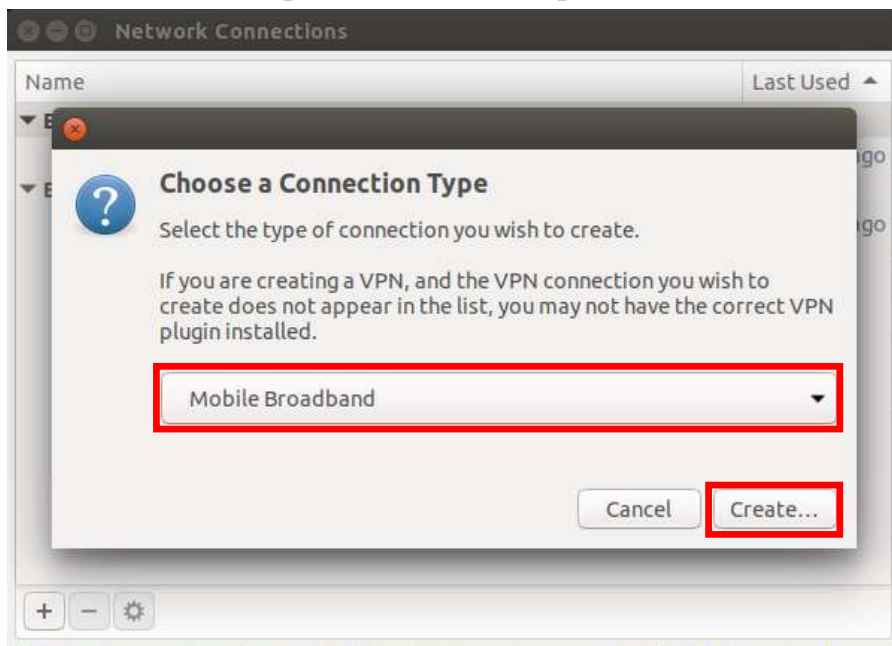 Network Connections
Name Last Used
ago
ago
Choose a Connection Type
Select the type of connection you wish to create.
If you are creating a VPN, and the VPN connection you wish to
create does not appear in the list, you may not have the correct VPN
plugin installed.
Mobile Broadband
Cancel Create...